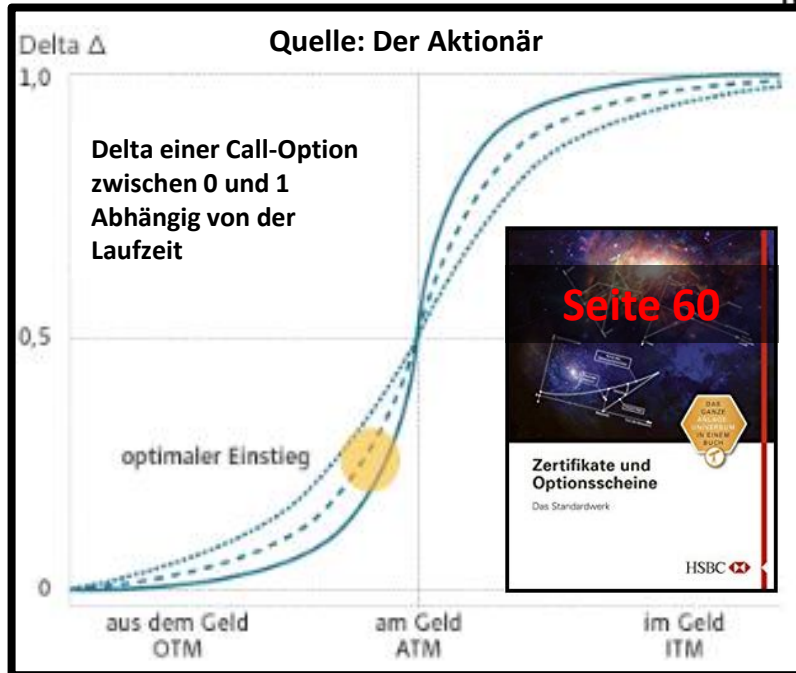 Delta Δ
Quelle: Der Aktionär
1,0
Delta einer Call-Option
zwischen 0 und 1
Abhängig von der
Laufzeit
Seite 60
0,5
DAS
GANZE
ANLAGE
UNIVERSUM
IN EINEM
BUCH
optimaler Einstieg
Zertifikate und
Optionsscheine
Das Standardwerk
HSBC
0
aus dem Geld
OTM
am Geld
ATM
im Geld
ITM